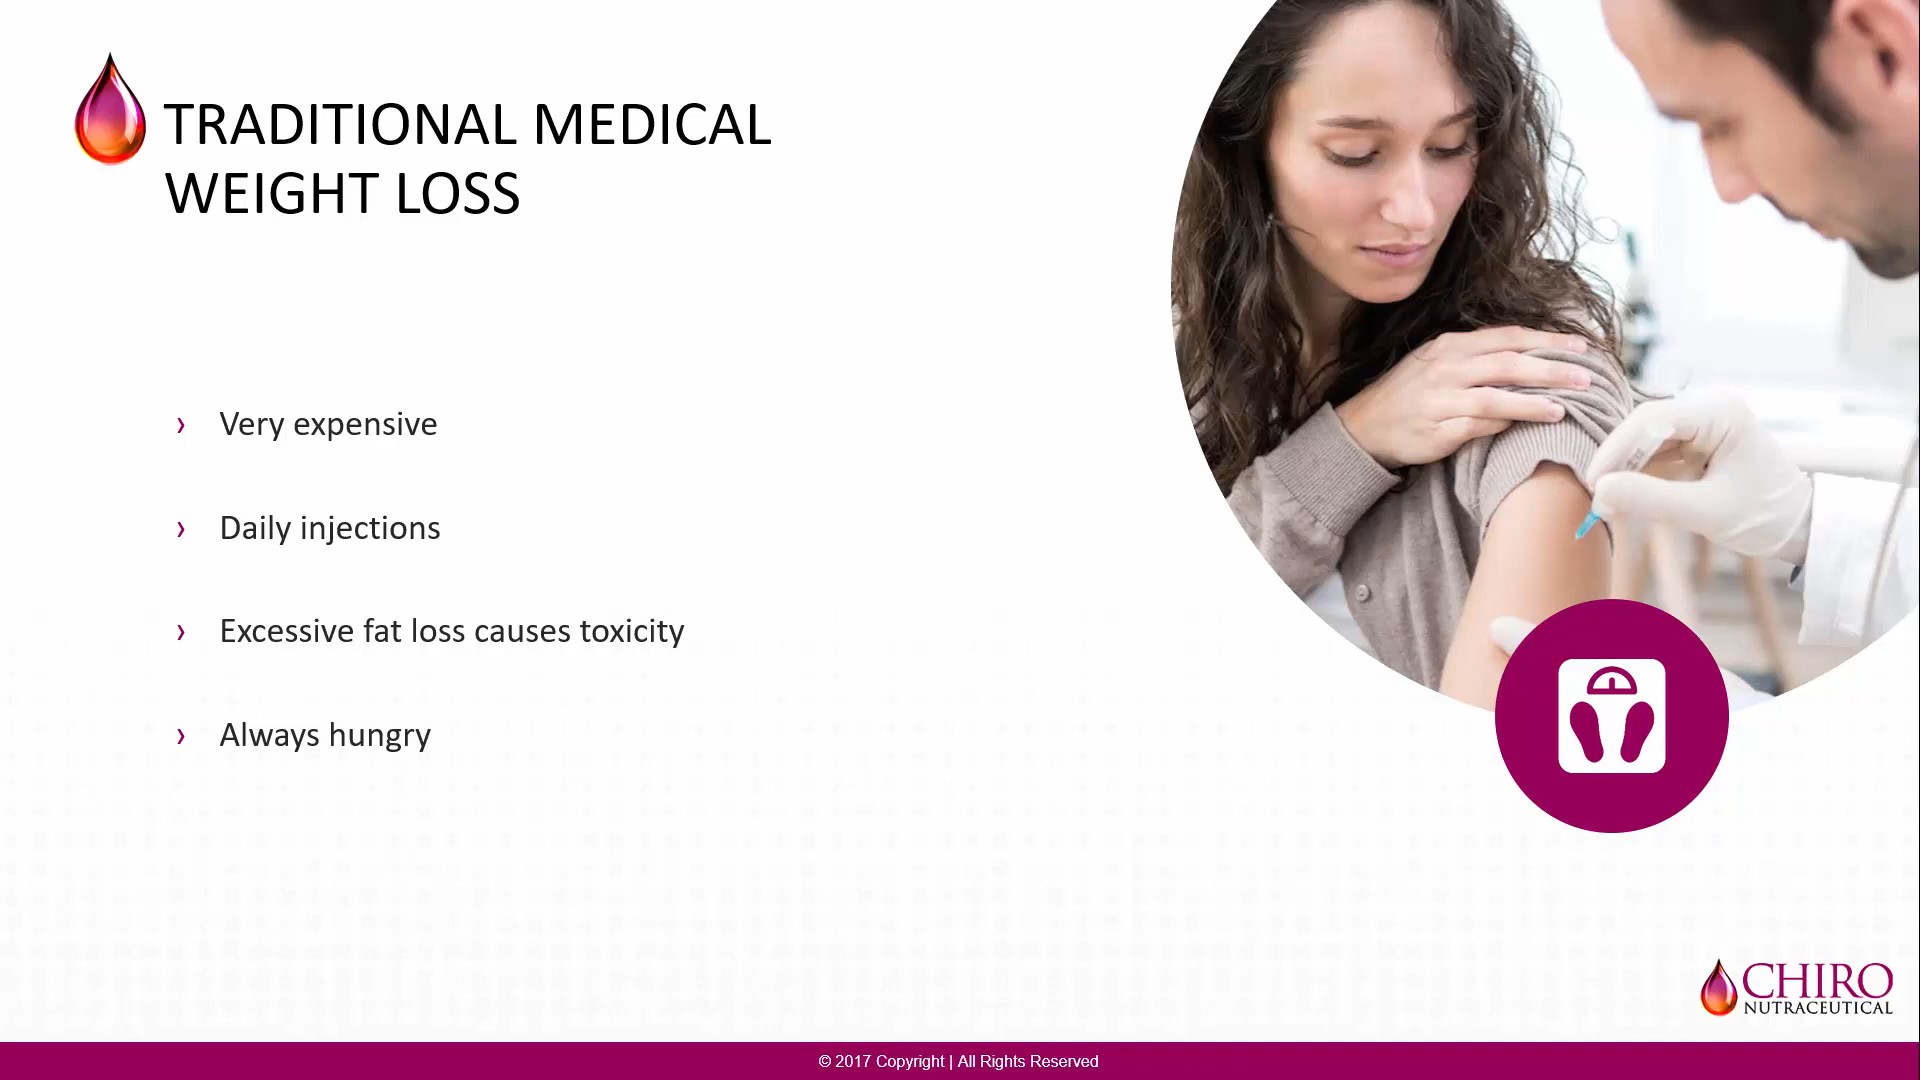 TRADITIONAL MEDICAL
WEIGHT LOSS
› Very expensive
› Daily injections
› Excessive fat loss causes toxicity
› Always hungry
CHIRO
NUTRACEUTICAL
© 2017 Copyright | All Rights Reserved